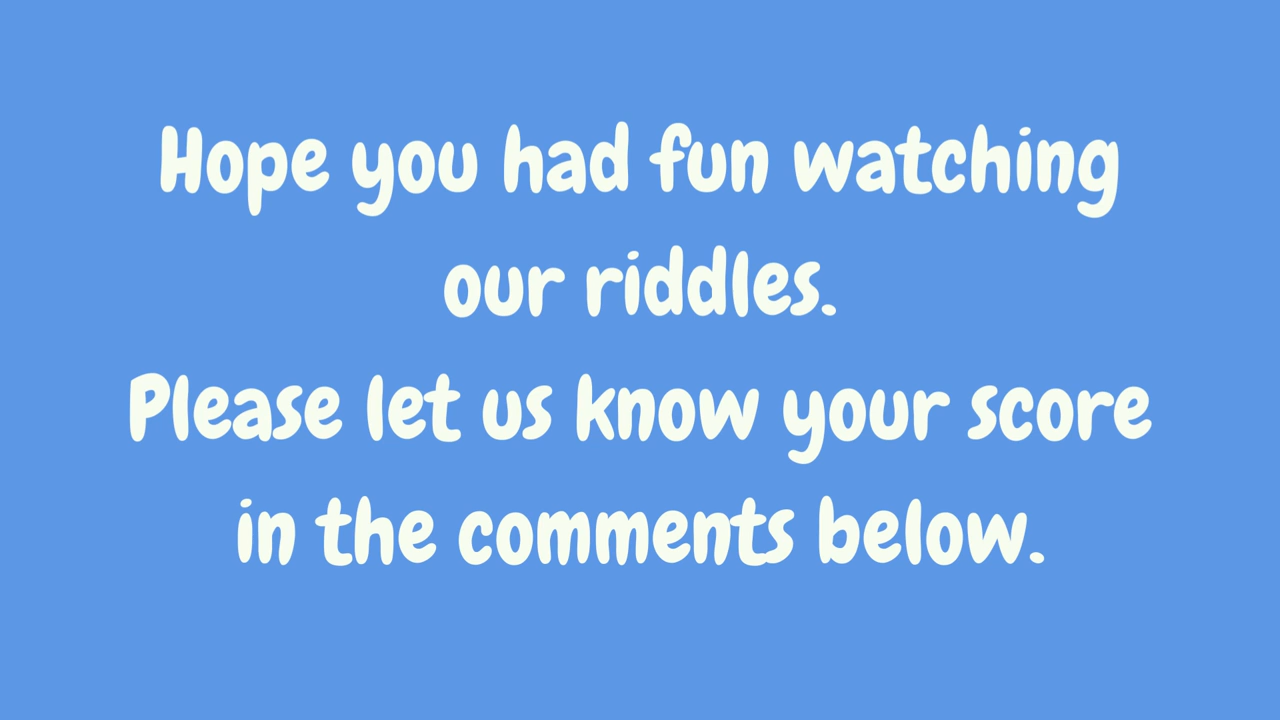 Hope you had fun watching
our riddles.
Please let us know your score
in the comments below.